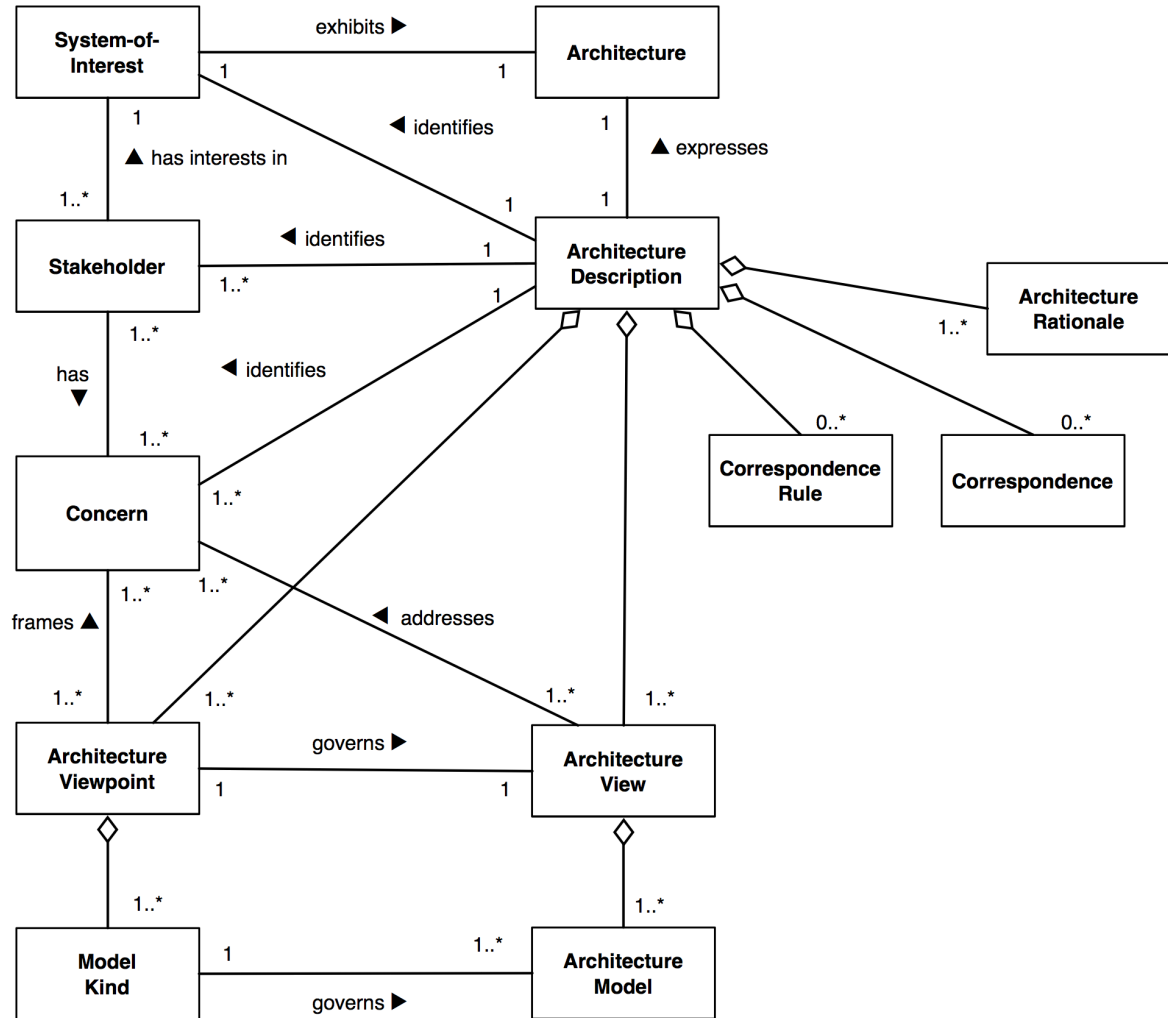 System-of-
Interest
exhibits ▶
Architecture
1
1
◀ identifies
1
1
▲ expresses
▲ has interests in
1..*
1
1
Stakeholder
◀ identifies
1
1..*
Architecture
Description
1
Architecture
Rationale
1..*
1..*
has
▼
◀ identifies
1..*
0..*
0..*
Correspondence
Rule
Correspondence
Concern
1..*
1..*
1..*
frames ▲
◀ addresses
1..*
1..*
1..*
1..*
Architecture
Viewpoint
governs ▶
1
1
Architecture
View
1..*
1..*
Model
Kind
1
1..*
governs ▶
Architecture
Model